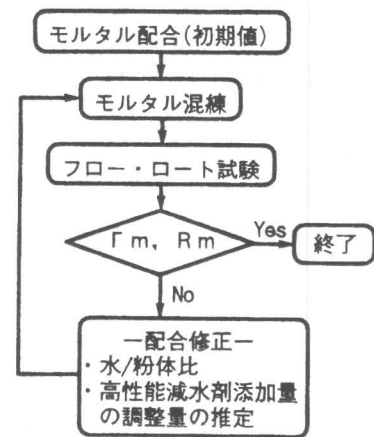 モルタル配合(初期値)
モルタル混練
フロー・ロート試験
Γm, Rm
Yes
終了
No
―配合修正―
・水/粉体比
・高性能減水剤添加量
の調整量の推定